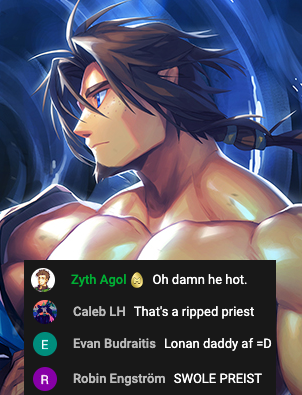 Zyth Agol Oh damn he hot.
Caleb LH That's a ripped priest
E Evan Budraitis Lonan daddy af =D
R Robin Engström SWOLE PREIST